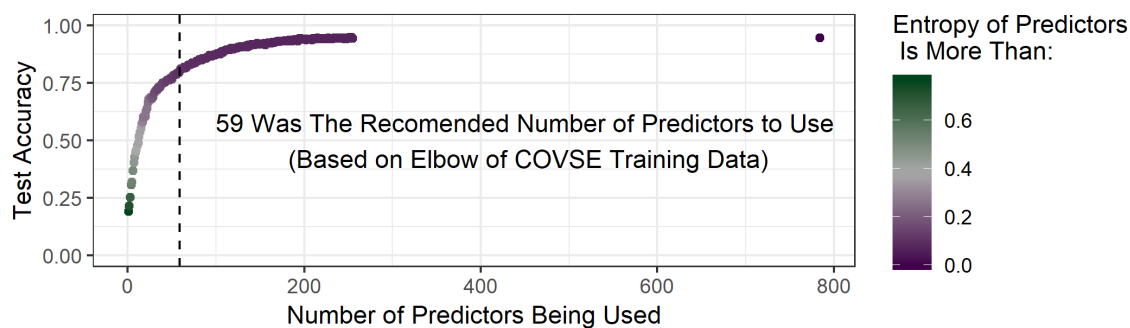 1.00
0.75
0.50
0.25
0.00
Test Accuracy
59 Was The Recomended Number of Predictors to Use
(Based on Elbow of COVSE Training Data)
0 200 400 600 800
Number of Predictors Being Used
Entropy of Predictors
Is More Than:
0.6
0.4
0.2
0.0